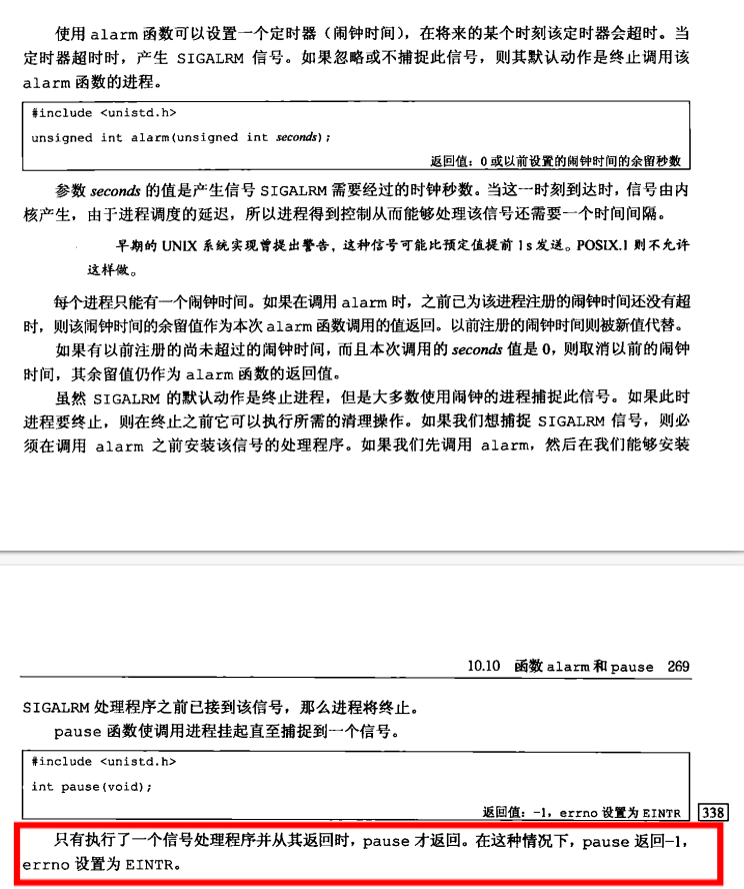 使用 alarm 函数可以设置一个定时器（闹钟时间），在将来的某个时刻该定时器会超时。当
定时器超时时，产生 SIGALRM 信号。如果忽略或不捕捉此信号，则其默认动作是终止调用该
alarm 函数的进程。
#include <unistd.h>
unsigned int alarm(unsigned int seconds);
返回值：0 或以前设置的闹钟时间的余留秒数
参数 seconds 的值是产生信号 SIGALRM 需要经过的时钟秒数。当这一时刻到达时，信号由内
核产生，由于进程调度的延迟，所以进程得到控制从而能够处理该信号还需要一个时间间隔。
早期的 UNIX 系统实现曾提出警告，这种信号可能比预定值提前 1s 发送。POSIX.1 则不允许
这样做。
每个进程只能有一个闹钟时间。如果在调用 alarm 时，之前已为该进程注册的闹钟时间还没有超
时，则该闹钟时间的余留值作为本次 alarm 函数调用的值返回。以前注册的闹钟时间则被新值代替。
如果有以前注册的尚未超过的闹钟时间，而且本次调用的 seconds 值是 0，则取消以前的闹钟
时间，其余留值仍作为 alarm 函数的返回值。
虽然 SIGALRM 的默认动作是终止进程，但是大多数使用闹钟的进程捕捉此信号。如果此时
进程要终止，则在终止之前它可以执行所需的清理操作。如果我们想捕捉 SIGALRM 信号，则必
须在调用 alarm 之前安装该信号的处理程序。如果我们先调用 alarm，然后在我们能够安装
10.10 函数 alarm 和 pause 269
SIGALRM 处理程序之前已接到该信号，那么进程将终止。
pause 函数使调用进程挂起直至捕捉到一个信号。
#include <unistd.h>
int pause(void);
返回值：-1，errno 设置为 EINTR
338
只有执行了一个信号处理程序并从其返回时，pause 才返回。在这种情况下，pause 返回-1，
errno 设置为 EINTR。